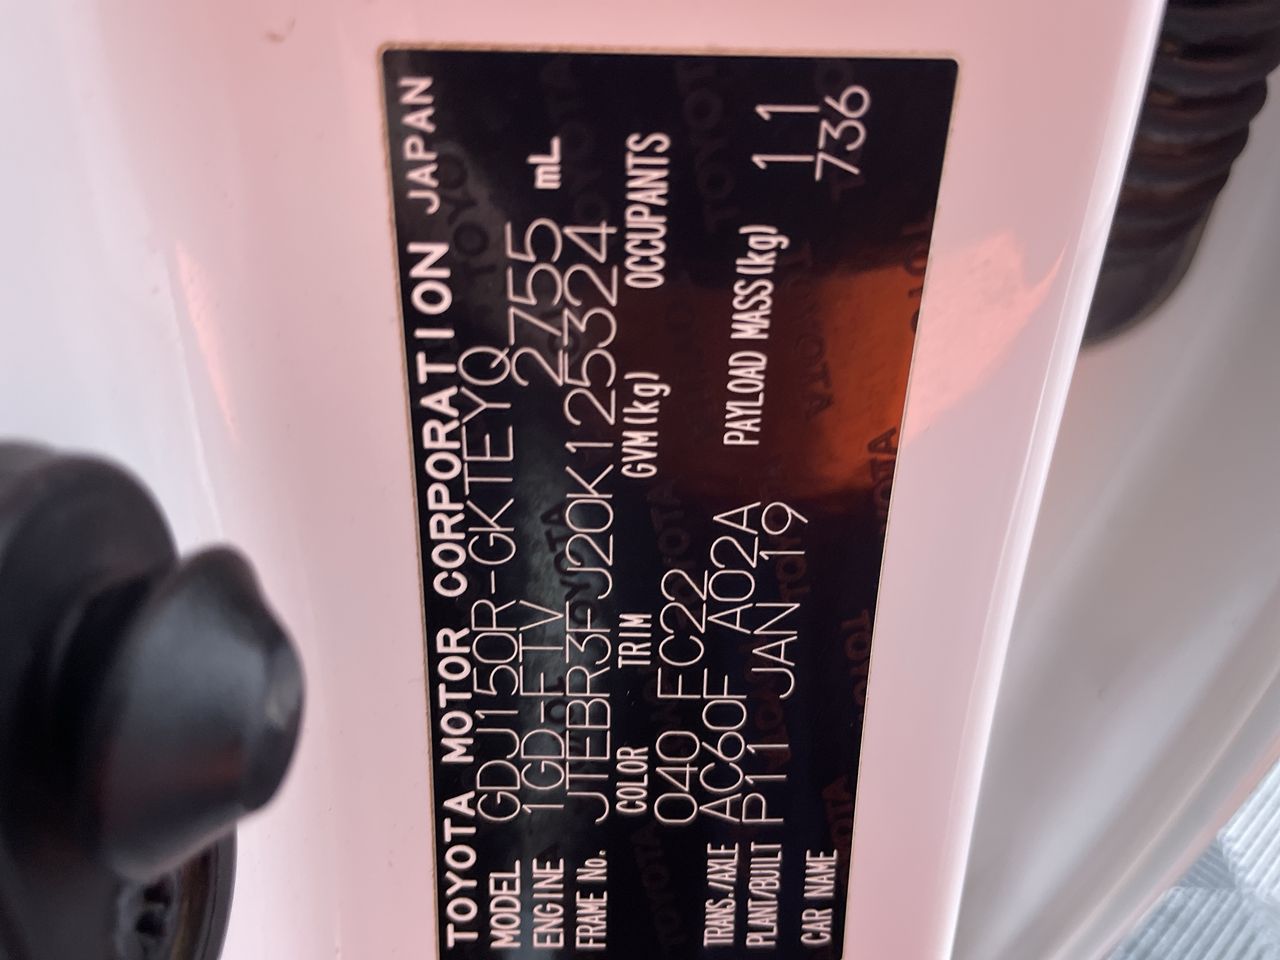 TOYOTA MOTOR CORPORATION JAPAN
MODEL GDJ150R-GKTEYQ
ENGINE 1GD-FTV 2755 mL
FRAME No. JTEBR3FJ20K125324
COLOR TRIM GVM(kg) OCCUPANTS
040 FC22
TRANS./AXLE AC60F A02A PAYLOAD MASS(kg) 11
PLANT/BUILT P11 JAN 19 736
CAR NAME